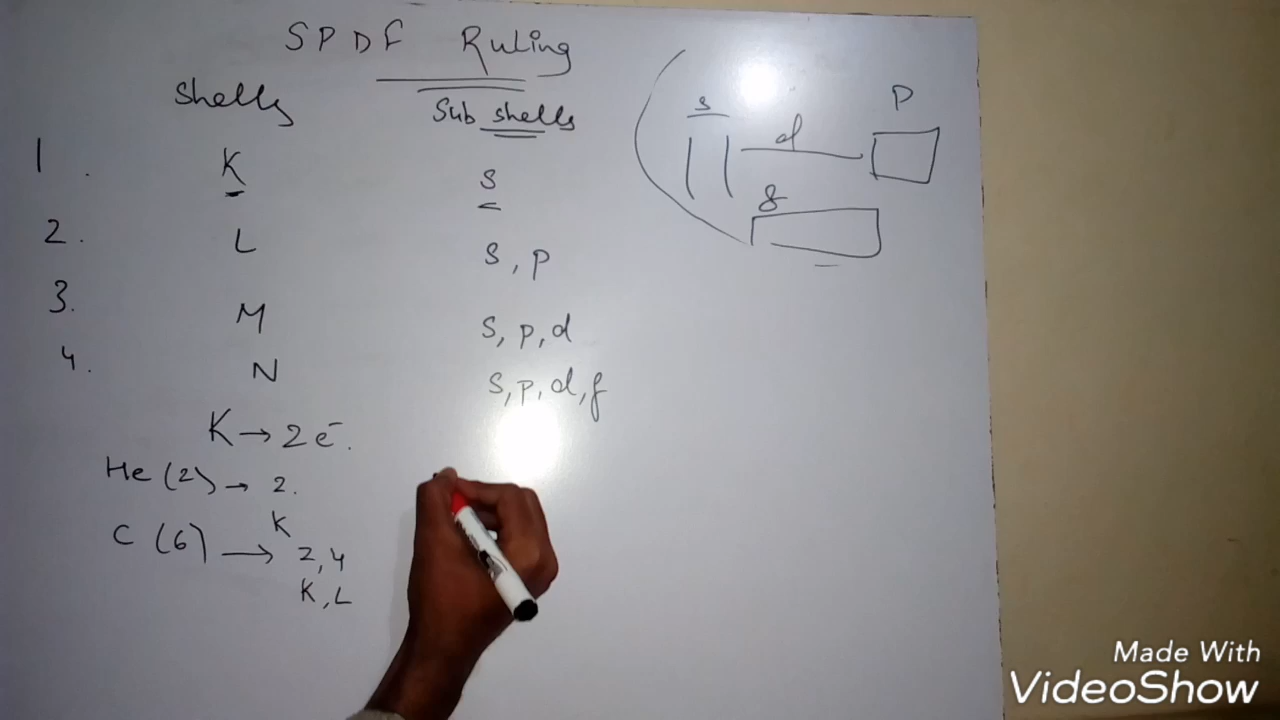 SPDF Ruling
Shells Sub shells
1. K s
2. L s, p
3. M s, p, d
4. N s, p, d, f
K → 2e⁻.
He (2) → 2.
K
C (6) → 2, 4
K, L
s d P
f
Made With
VideoShow